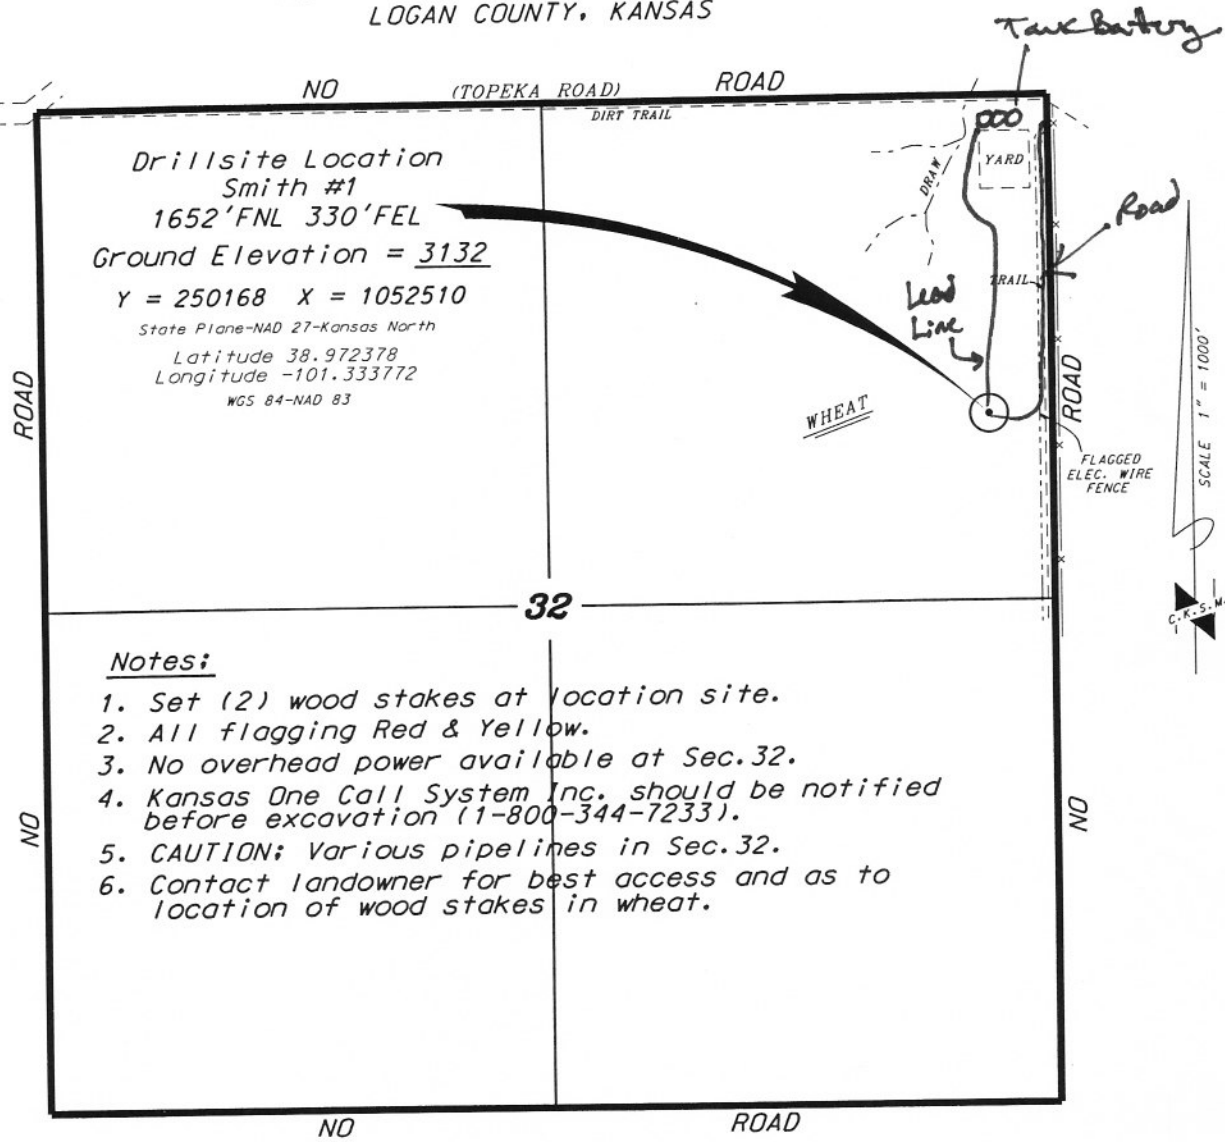 LOGAN COUNTY, KANSAS
Tank Battery
NO (TOPEKA ROAD) ROAD
DIRT TRAIL
Drillsite Location
Smith #1
1652'FNL 330'FEL
Ground Elevation = 3132
Y = 250168 X = 1052510
State Plane-NAD 27-Kansas North
Latitude 38.972378
Longitude -101.333772
WGS 84-NAD 83
DRAW
YARD
Road
TRAIL
Lead
Line
WHEAT
ROAD
ROAD
FLAGGED
ELEC. WIRE
FENCE
SCALE 1" = 1000'
C.K.S.M.
32
Notes:
1. Set (2) wood stakes at location site.
2. All flagging Red & Yellow.
3. No overhead power available at Sec.32.
4. Kansas One Call System Inc. should be notified
before excavation (1-800-344-7233).
5. CAUTION: Various pipelines in Sec.32.
6. Contact landowner for best access and as to
location of wood stakes in wheat.
NO
NO
NO ROAD